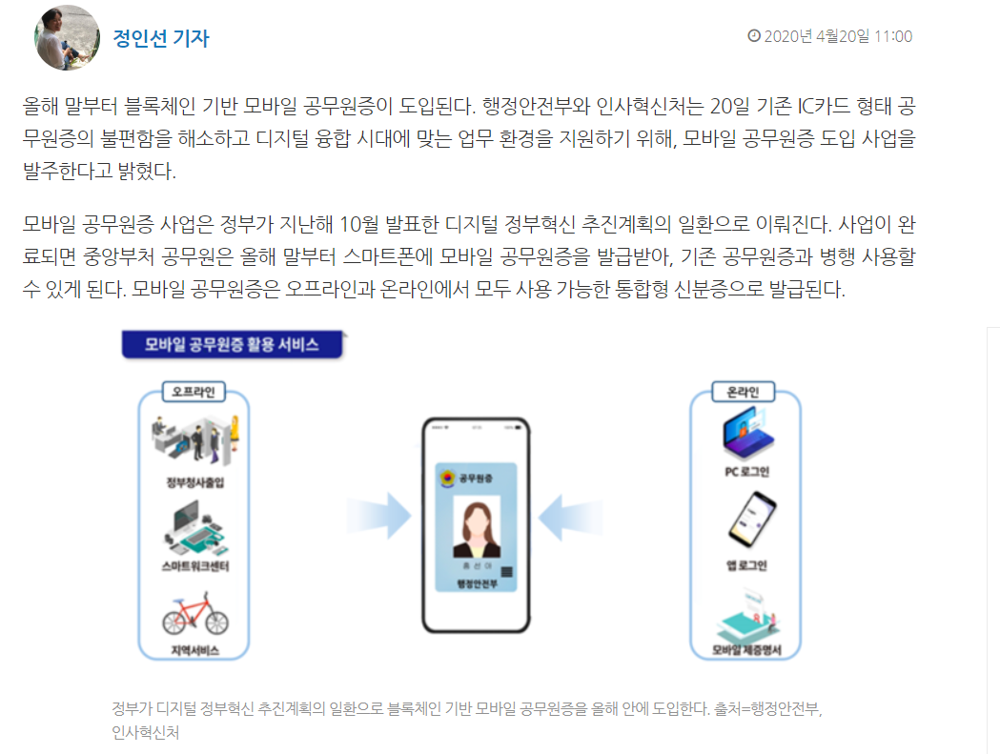 정인선 기자
2020년 4월20일 11:00
올해 말부터 블록체인 기반 모바일 공무원증이 도입된다. 행정안전부와 인사혁신처는 20일 기존 IC카드 형태 공
무원증의 불편함을 해소하고 디지털 융합 시대에 맞는 업무 환경을 지원하기 위해, 모바일 공무원증 도입 사업을
발주한다고 밝혔다.
모바일 공무원증 사업은 정부가 지난해 10월 발표한 디지털 정부혁신 추진계획의 일환으로 이뤄진다. 사업이 완
료되면 중앙부처 공무원은 올해 말부터 스마트폰에 모바일 공무원증을 발급받아, 기존 공무원증과 병행 사용할
수 있게 된다. 모바일 공무원증은 오프라인과 온라인에서 모두 사용 가능한 통합형 신분증으로 발급된다.
모바일 공무원증 활용 서비스
오프라인
정부청사출입
스마트워크센터
지역서비스
공무원증
홍 선 아
행정안전부
온라인
PC 로그인
앱 로그인
모바일 제증명서
정부가 디지털 정부혁신 추진계획의 일환으로 블록체인 기반 모바일 공무원증을 올해 안에 도입한다. 출처=행정안전부,
인사혁신처